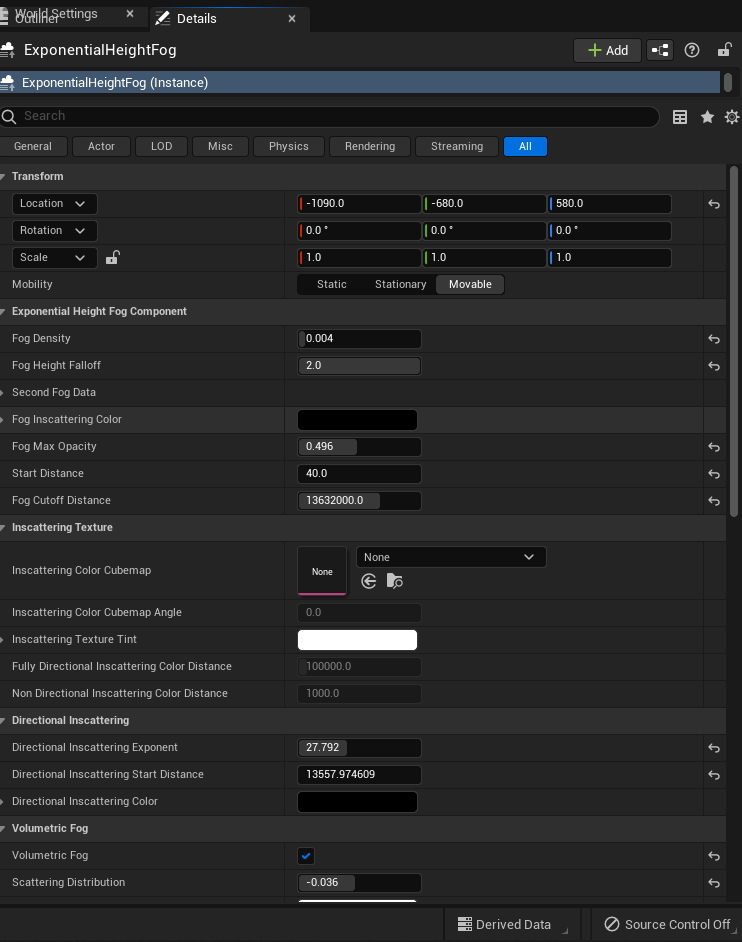 World Settings
Outliner
Details
ExponentialHeightFog
Add
ExponentialHeightFog (Instance)
Search
General Actor LOD Misc Physics Rendering Streaming All
Transform
Location -1090.0 -680.0 580.0
Rotation 0.0 ° 0.0 ° 0.0 °
Scale 1.0 1.0 1.0
Mobility Static Stationary Movable
Exponential Height Fog Component
Fog Density 0.004
Fog Height Falloff 2.0
Second Fog Data
Fog Inscattering Color
Fog Max Opacity 0.496
Start Distance 40.0
Fog Cutoff Distance 13632000.0
Inscattering Texture
Inscattering Color Cubemap None None
Inscattering Color Cubemap Angle 0.0
Inscattering Texture Tint
Fully Directional Inscattering Color Distance 100000.0
Non Directional Inscattering Color Distance 1000.0
Directional Inscattering
Directional Inscattering Exponent 27.792
Directional Inscattering Start Distance 13557.974609
Directional Inscattering Color
Volumetric Fog
Volumetric Fog
Scattering Distribution -0.036
Derived Data Source Control Off